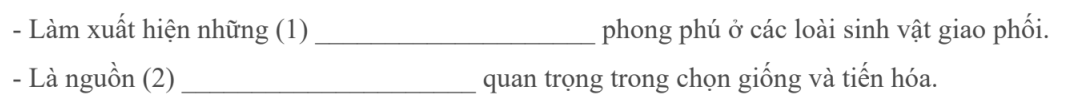 - Làm xuất hiện những (1) ____________________ phong phú ở các loài sinh vật giao phối.
- Là nguồn (2) _____________________ quan trọng trong chọn giống và tiến hóa.